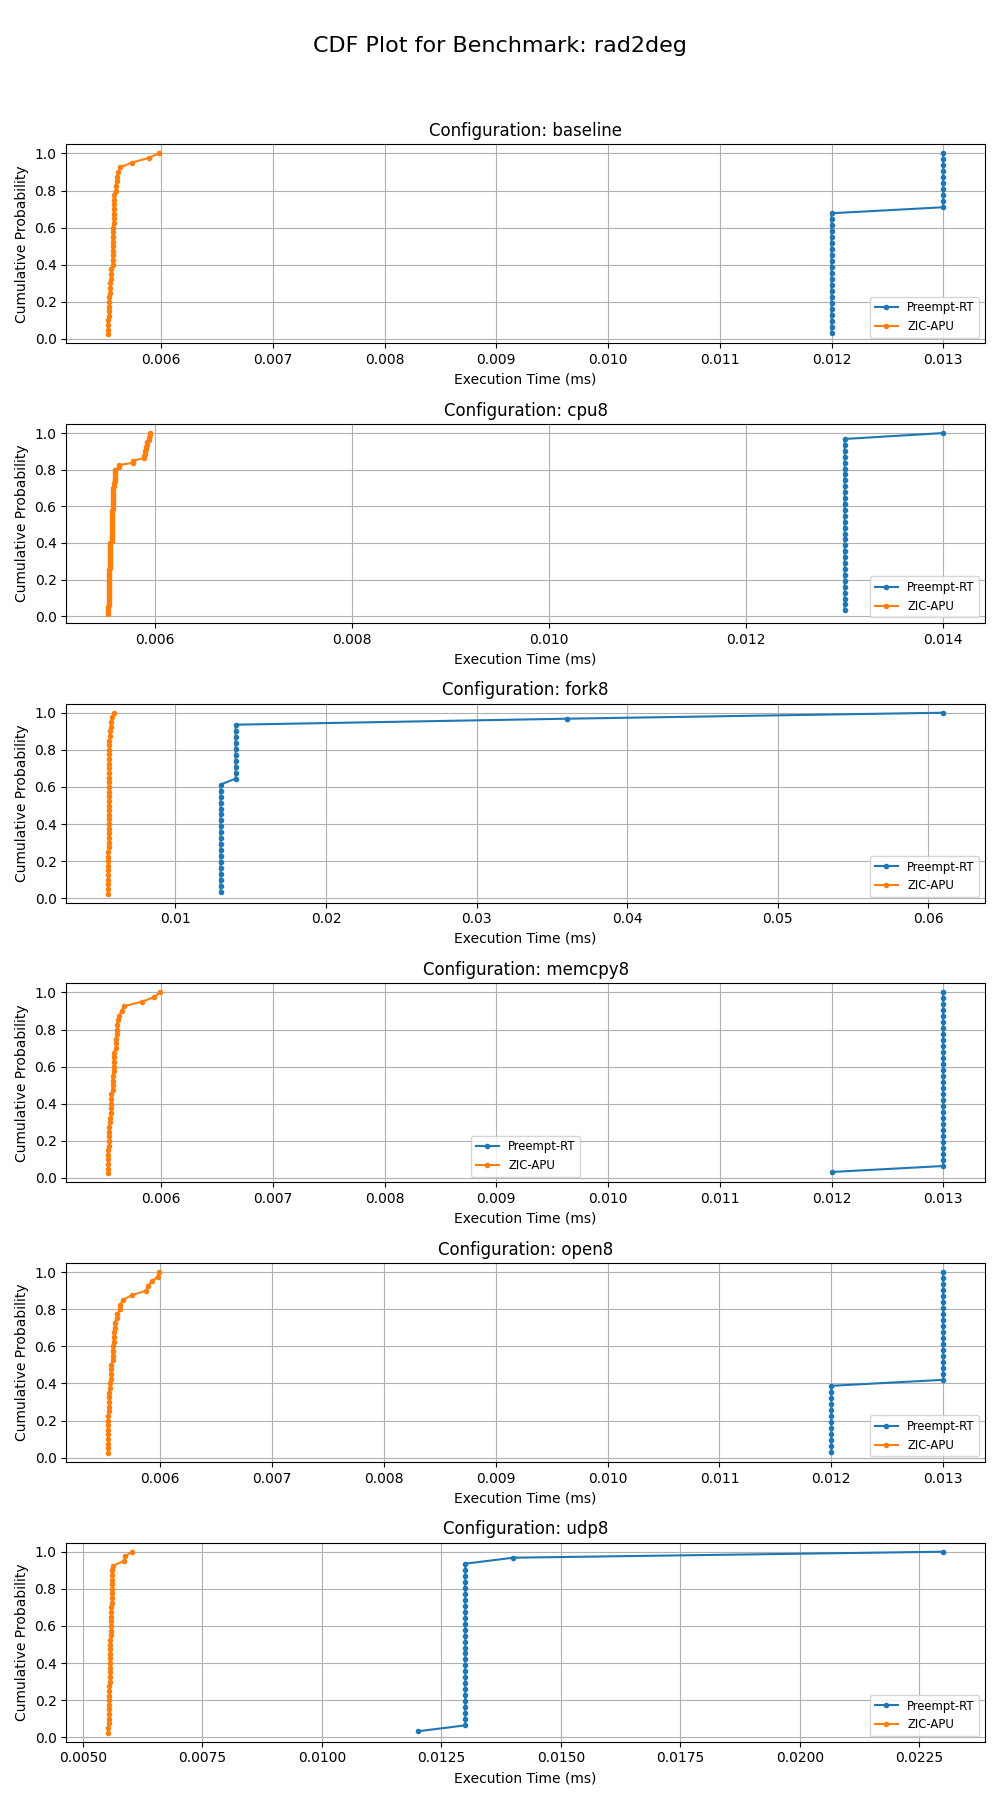 CDF Plot for Benchmark: rad2deg
Configuration: baseline
Cumulative Probability
1.0
0.8
0.6
0.4
0.2
0.0
Preempt-RT
ZIC-APU
0.006 0.007 0.008 0.009 0.010 0.011 0.012 0.013
Execution Time (ms)
Configuration: cpu8
Cumulative Probability
1.0
0.8
0.6
0.4
0.2
0.0
Preempt-RT
ZIC-APU
0.006 0.008 0.010 0.012 0.014
Execution Time (ms)
Configuration: fork8
Cumulative Probability
1.0
0.8
0.6
0.4
0.2
0.0
Preempt-RT
ZIC-APU
0.01 0.02 0.03 0.04 0.05 0.06
Execution Time (ms)
Configuration: memcpy8
Cumulative Probability
1.0
0.8
0.6
0.4
0.2
0.0
Preempt-RT
ZIC-APU
0.006 0.007 0.008 0.009 0.010 0.011 0.012 0.013
Execution Time (ms)
Configuration: open8
Cumulative Probability
1.0
0.8
0.6
0.4
0.2
0.0
Preempt-RT
ZIC-APU
0.006 0.007 0.008 0.009 0.010 0.011 0.012 0.013
Execution Time (ms)
Configuration: udp8
Cumulative Probability
1.0
0.8
0.6
0.4
0.2
0.0
Preempt-RT
ZIC-APU
0.0050 0.0075 0.0100 0.0125 0.0150 0.0175 0.0200 0.0225
Execution Time (ms)